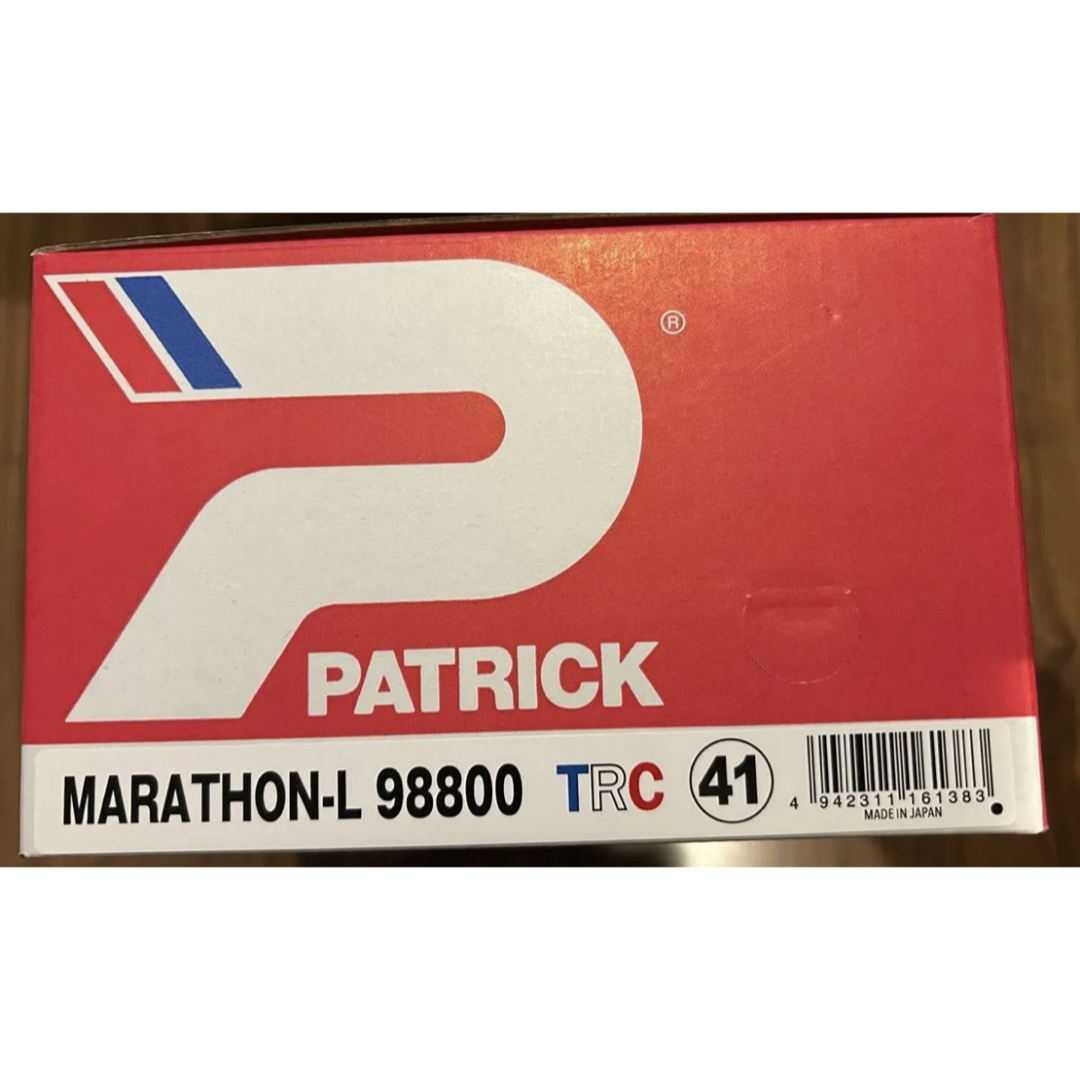 ®
PATRICK
MARATHON-L 98800 TRC 41
4 942311 161383
MADE IN JAPAN